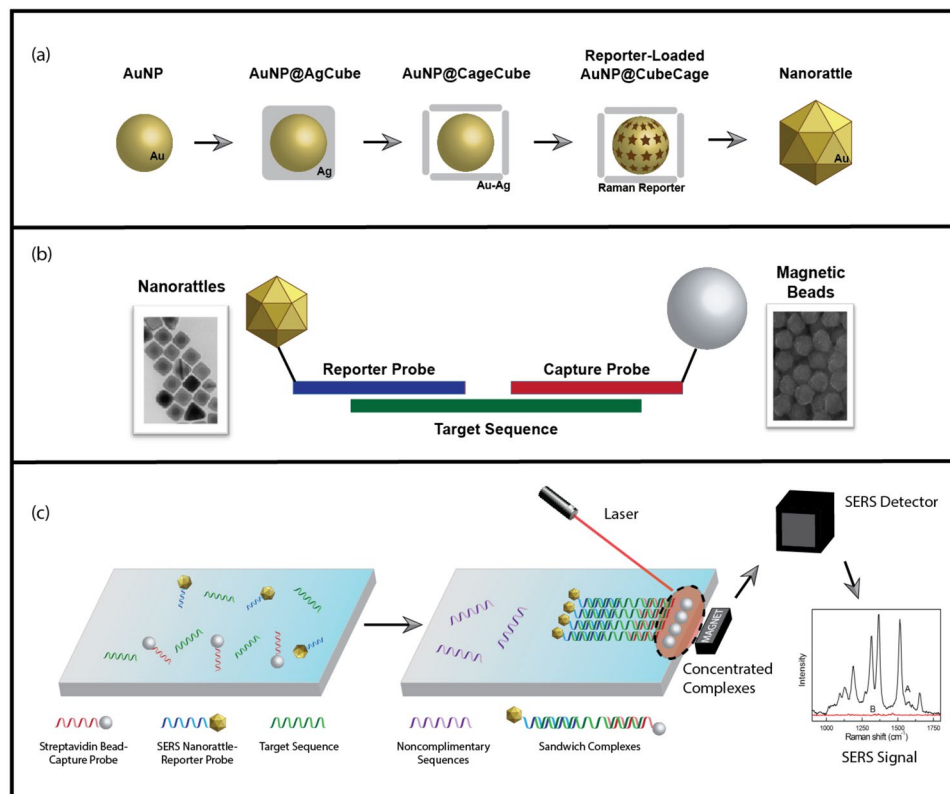 (a)
AuNP
AuNP@AgCube
AuNP@CageCube
Reporter-Loaded
AuNP@CubeCage
Nanorattle
Au
Ag
Au-Ag
Raman Reporter
Au
(b)
Nanorattles
Magnetic
Beads
Reporter Probe
Capture Probe
Target Sequence
(c)
Laser
SERS Detector
MAGNET
Concentrated
Complexes
Intensity
A
B
900 1250 1500 1750
Raman shift (cm⁻¹)
SERS Signal
Streptavidin Bead-
Capture Probe
SERS Nanorattle-
Reporter Probe
Target Sequence
Noncomplimentary
Sequences
Sandwich Complexes